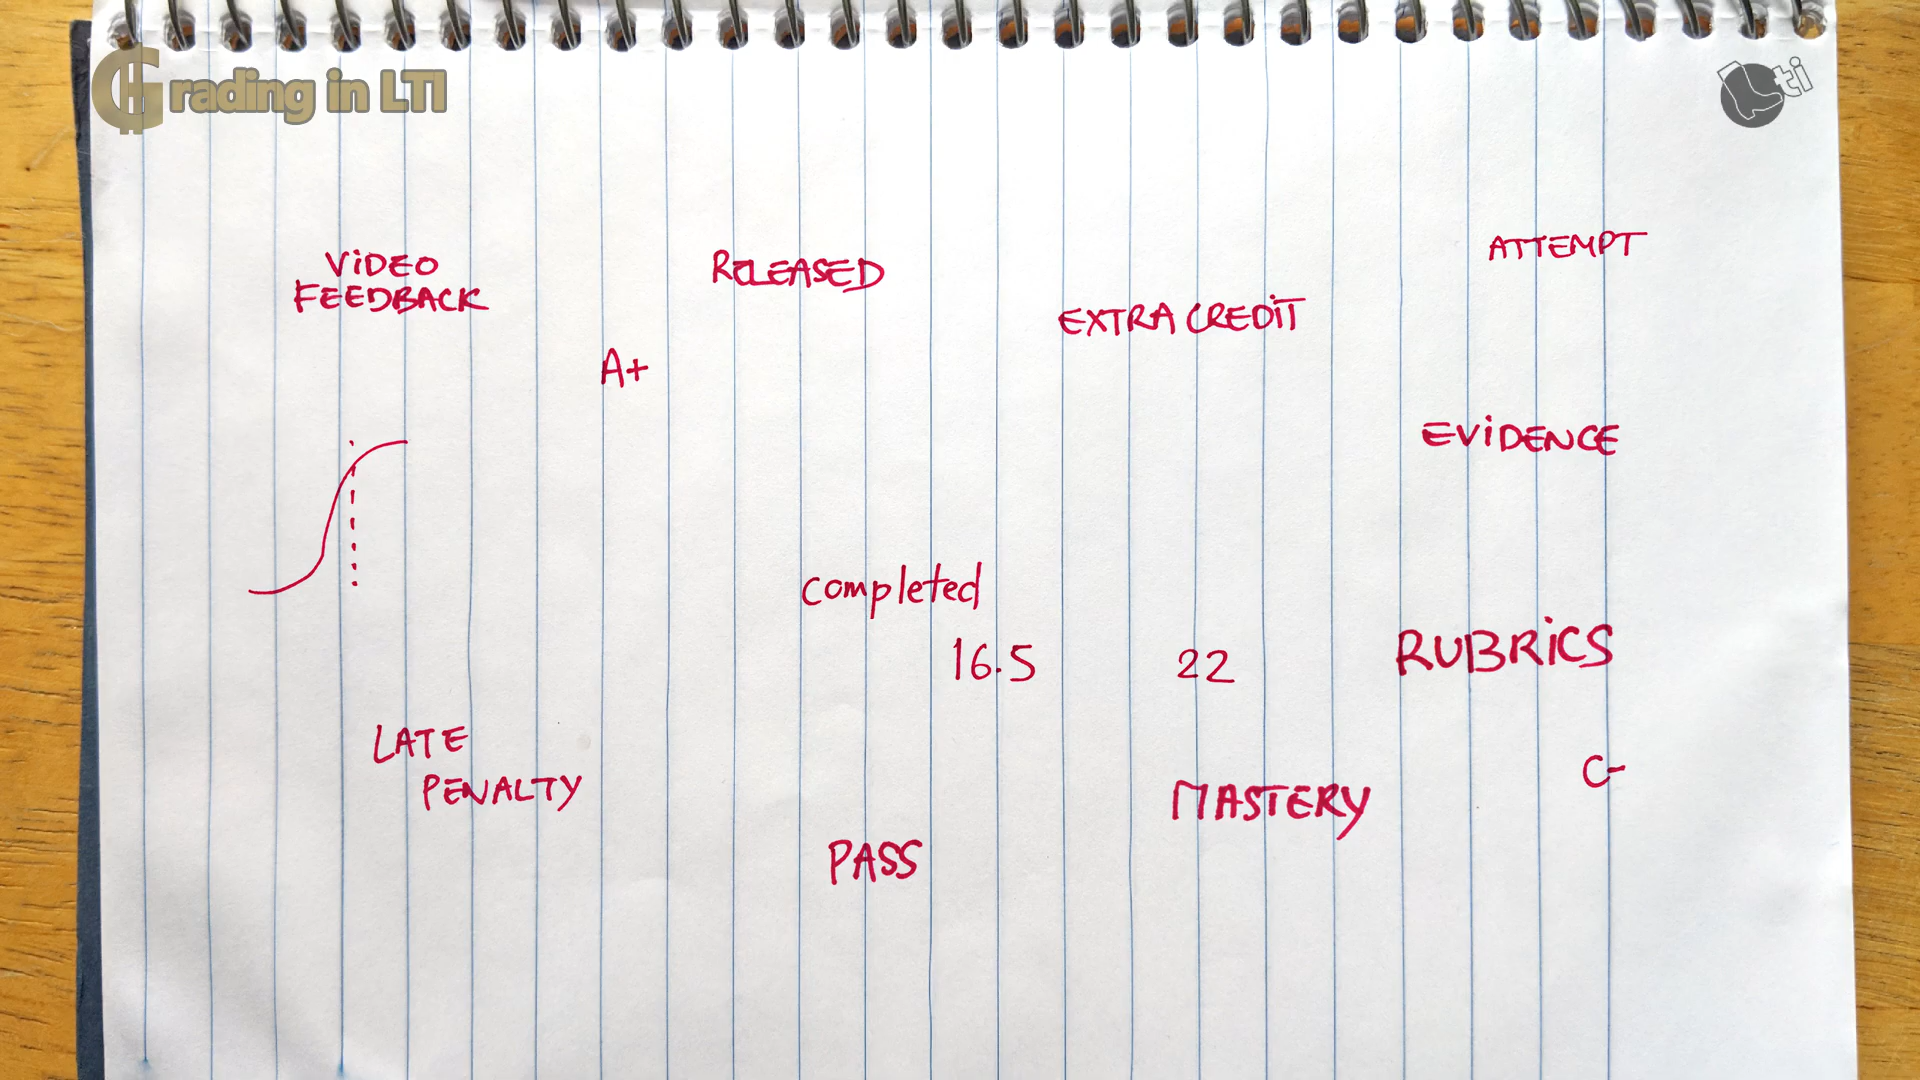 Grading in LTI
Lti
ATTEMPT
VIDEO
FEEDBACK
RELEASED
EXTRA CREDIT
A+
EVIDENCE
completed
16.5
22
RUBRICS
LATE
PENALTY
C-
MASTERY
PASS